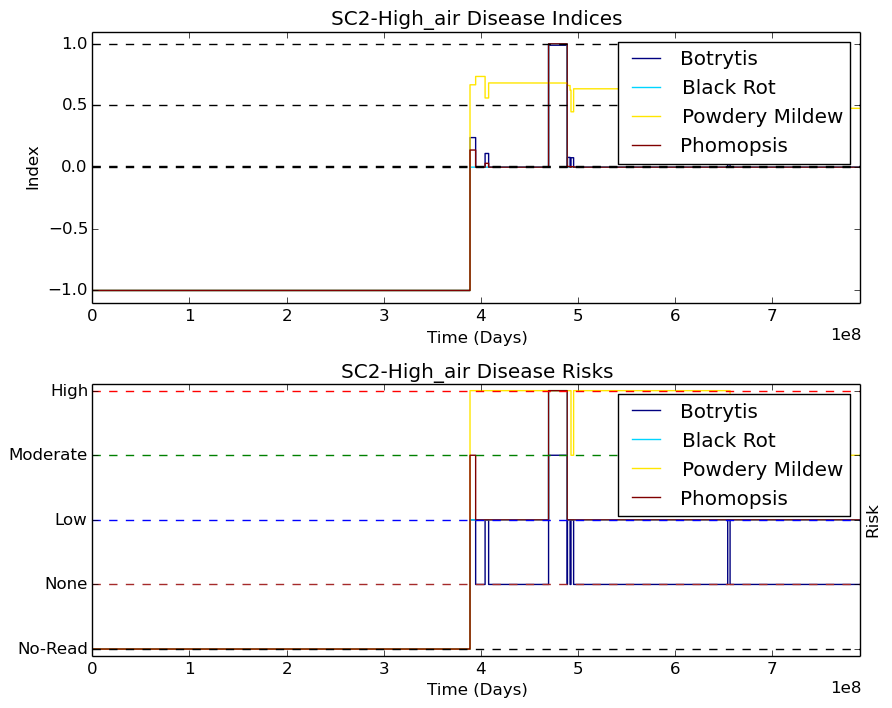 SC2-High_air Disease Indices
1.0
0.5
0.0
−0.5
−1.0
Index
Botrytis
Black Rot
Powdery Mildew
Phomopsis
0 1 2 3 4 5 6 7
1e8
Time (Days)
SC2-High_air Disease Risks
High
Moderate
Low
None
No-Read
Risk
Botrytis
Black Rot
Powdery Mildew
Phomopsis
0 1 2 3 4 5 6 7
1e8
Time (Days)